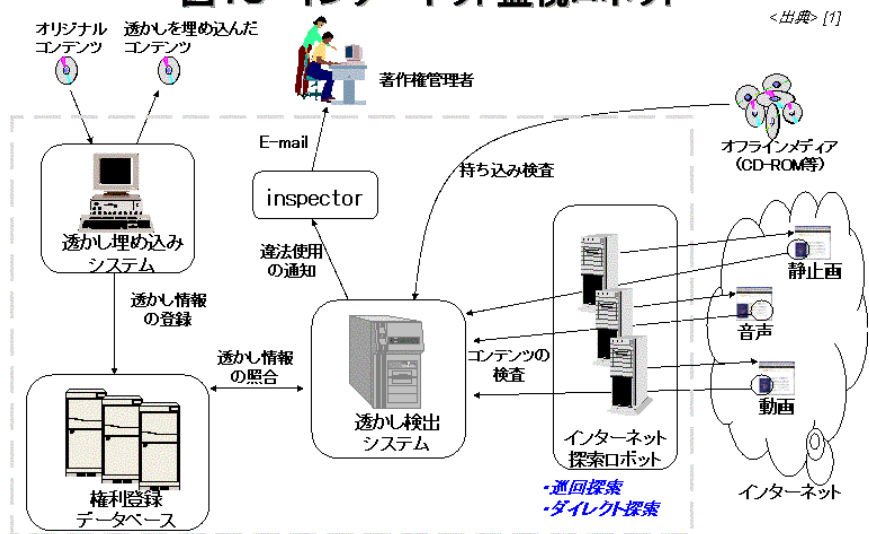 <出典> [1]
オリジナル
コンテンツ
透かしを埋め込んだ
コンテンツ
著作権管理者
オフラインメディア
(CD-ROM等)
E-mail
持ち込み検査
inspector
透かし埋め込み
システム
違法使用
の通知
静止画
透かし情報
の登録
音声
透かし情報
の照合
コンテンツの
検査
動画
透かし検出
システム
インターネット
探索ロボット
権利登録
データベース
・巡回探索
・ダイレクト探索
インターネット